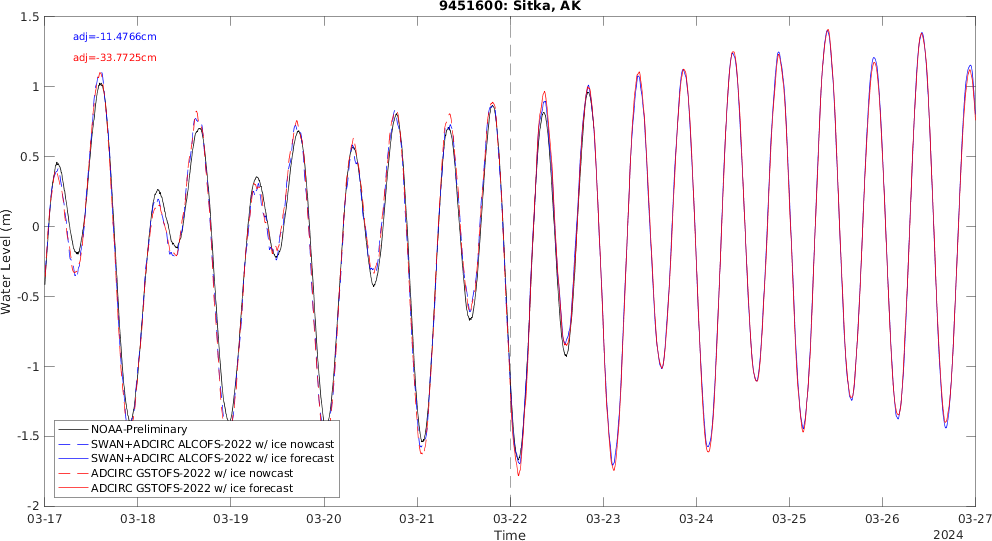 9451600: Sitka, AK
adj=-11.4766cm
adj=-33.7725cm
1.5
1
0.5
0
-0.5
-1
-1.5
-2
Water Level (m)
NOAA-Preliminary
SWAN+ADCIRC ALCOFS-2022 w/ ice nowcast
SWAN+ADCIRC ALCOFS-2022 w/ ice forecast
ADCIRC GSTOFS-2022 w/ ice nowcast
ADCIRC GSTOFS-2022 w/ ice forecast
03-17 03-18 03-19 03-20 03-21 03-22 03-23 03-24 03-25 03-26 03-27
Time
2024